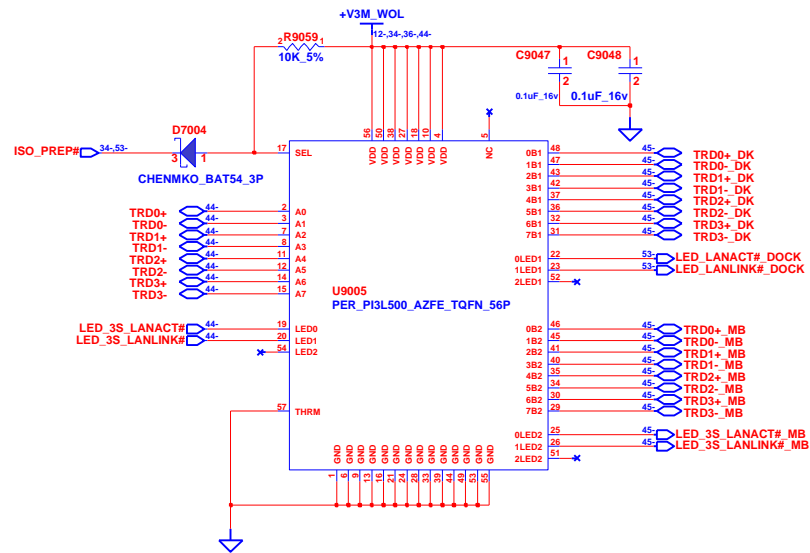 +V3M_WOL
12-,34-,36-,44-
2 R9059 1
10K_5%
C9047 1
2
0.1uF_16v
C9048 1
2
0.1uF_16v
ISO_PREP# 34-,53-
D7004
3 1
CHENMKO_BAT54_3P
17 SEL
56 VDD
50 VDD
38 VDD
27 VDD
18 VDD
10 VDD
4 VDD
5 NC
TRD0+ 44- 2 A0
TRD0- 44- 3 A1
TRD1+ 44- 7 A2
TRD1- 44- 8 A3
TRD2+ 44- 11 A4
TRD2- 44- 12 A5
TRD3+ 44- 14 A6
TRD3- 44- 15 A7
LED_3S_LANACT# 44- 19 LED0
LED_3S_LANLINK# 44- 20 LED1
54 LED2
57 THRM
U9005
PER_PI3L500_AZFE_TQFN_56P
0B1 48 45- TRD0+_DK
1B1 47 45- TRD0-_DK
2B1 43 45- TRD1+_DK
3B1 42 45- TRD1-_DK
4B1 37 45- TRD2+_DK
5B1 36 45- TRD2-_DK
6B1 32 45- TRD3+_DK
7B1 31 45- TRD3-_DK
0LED1 22 53- LED_LANACT#_DOCK
1LED1 23 53- LED_LANLINK#_DOCK
2LED1 52
0B2 46 45- TRD0+_MB
1B2 45 45- TRD0-_MB
2B2 41 45- TRD1+_MB
3B2 40 45- TRD1-_MB
4B2 35 45- TRD2+_MB
5B2 34 45- TRD2-_MB
6B2 30 45- TRD3+_MB
7B2 29 45- TRD3-_MB
0LED2 25 45- LED_3S_LANACT#_MB
1LED2 26 45- LED_3S_LANLINK#_MB
2LED2 51
GND 1
GND 6
GND 9
GND 13
GND 16
GND 21
GND 24
GND 28
GND 33
GND 39
GND 44
GND 49
GND 53
GND 55